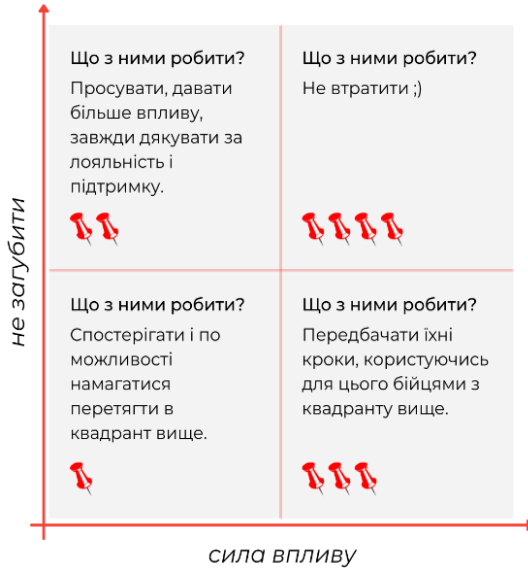 Що з ними робити?
Просувати, давати
більше впливу,
завжди дякувати за
лояльність і
підтримку.
Що з ними робити?
Не втратити ;)
Що з ними робити?
Спостерігати і по
можливості
намагатися
перетягти в
квадрант вище.
Що з ними робити?
Передбачати їхні
кроки, користуючись
для цього бійцями з
квадранту вище.
не загубити
сила впливу